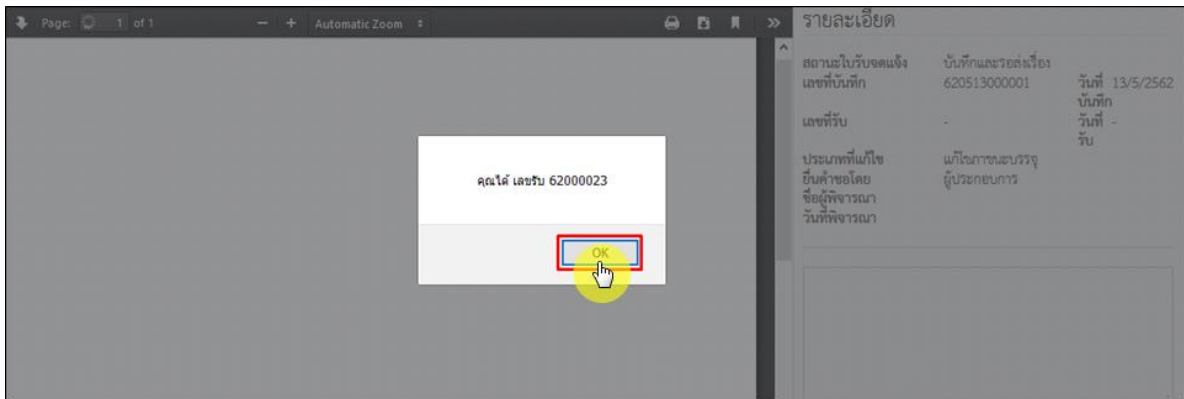 Page: 1 of 1
Automatic Zoom
รายละเอียด
สถานะใบรับจดแจ้ง บันทึกและรอส่งเรื่อง
เลขที่บันทึก 620513000001 วันที่บันทึก 13/5/2562
เลขที่รับ - วันที่รับ -
ประเภทที่แก้ไข แก้ไขภาชนะบรรจุ
ยื่นคำขอโดย ผู้ประกอบการ
ชื่อผู้พิจารณา
วันที่พิจารณา
คุณได้ เลขรับ 62000023
OK